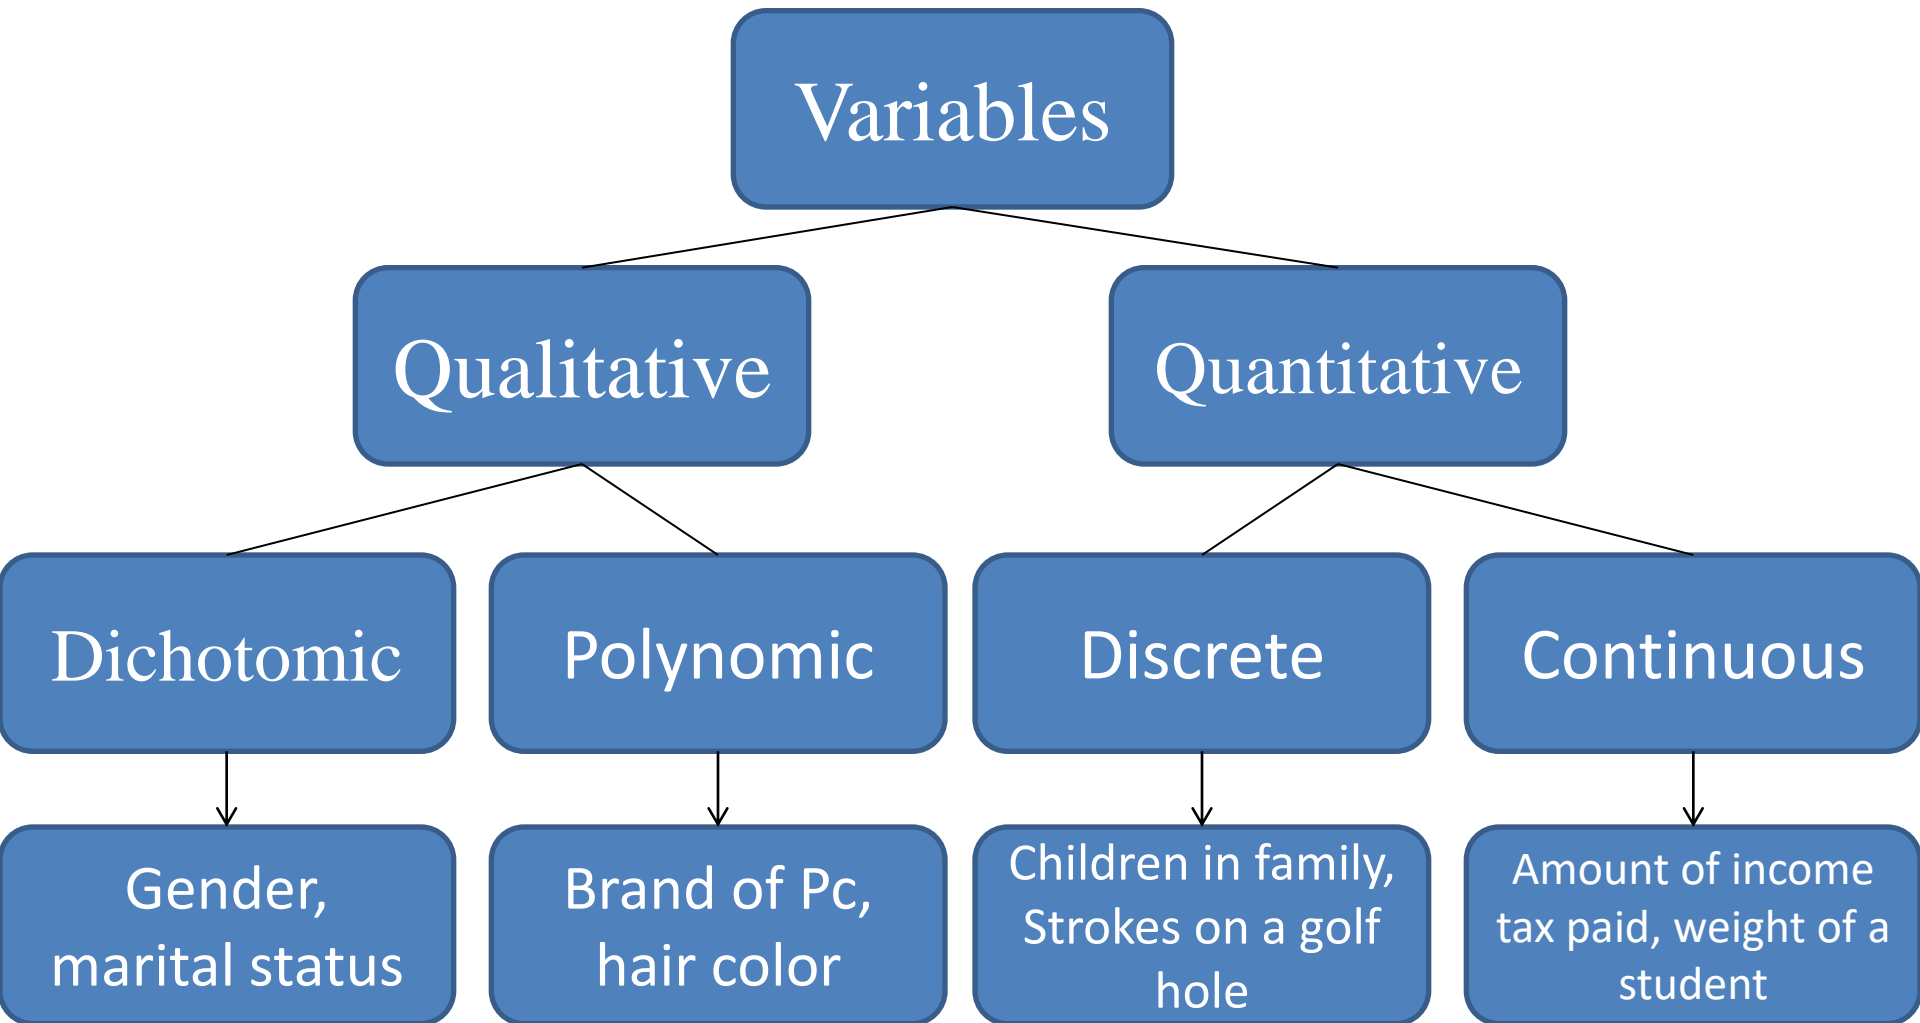 Variables
Qualitative
Quantitative
Dichotomic
Polynomic
Discrete
Continuous
Gender,
marital status
Brand of Pc,
hair color
Children in family,
Strokes on a golf
hole
Amount of income
tax paid, weight of a
student